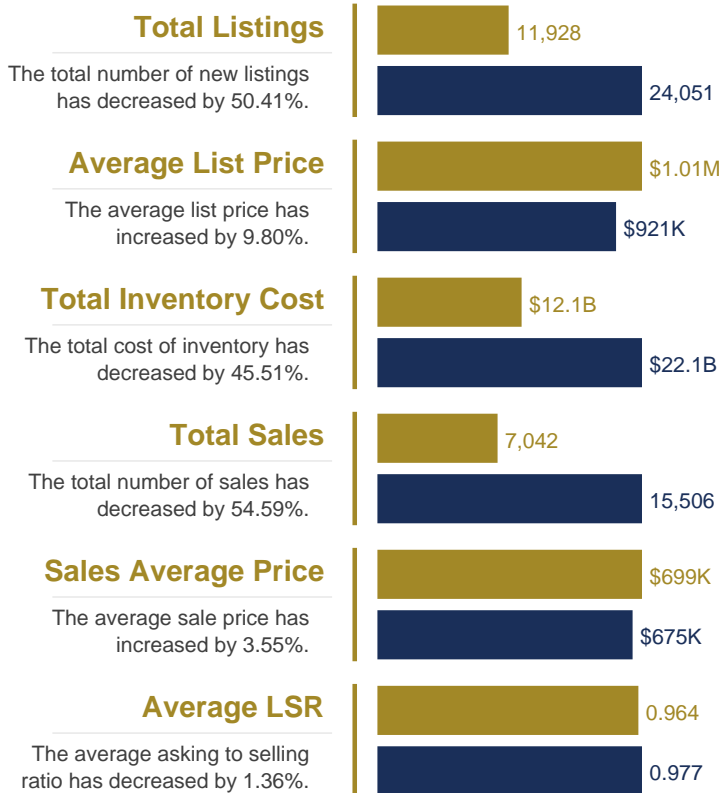 Total Listings
The total number of new listings
has decreased by 50.41%.
11,928
24,051
Average List Price
The average list price has
increased by 9.80%.
$1.01M
$921K
Total Inventory Cost
The total cost of inventory has
decreased by 45.51%.
$12.1B
$22.1B
Total Sales
The total number of sales has
decreased by 54.59%.
7,042
15,506
Sales Average Price
The average sale price has
increased by 3.55%.
$699K
$675K
Average LSR
The average asking to selling
ratio has decreased by 1.36%.
0.964
0.977